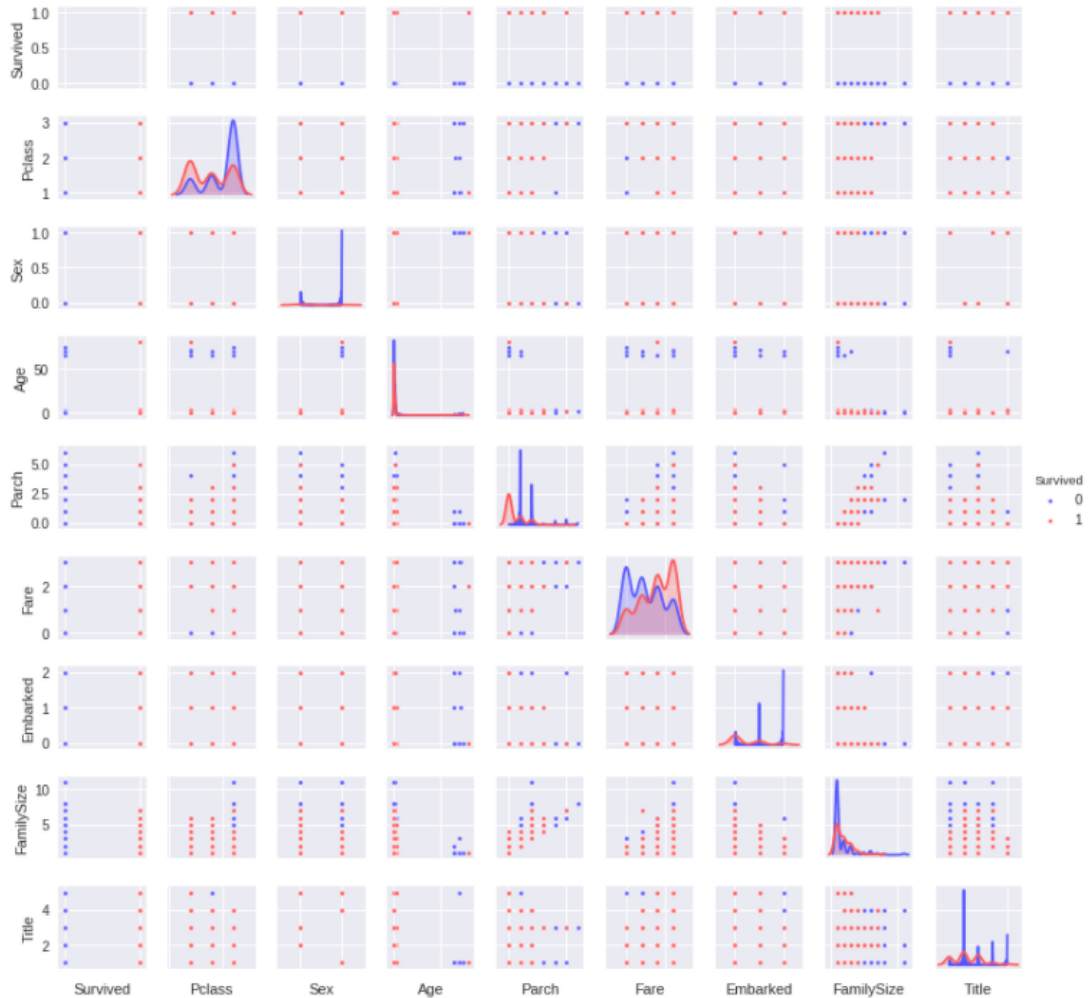 1.0
0.5
0.0
Survived
3
2
1
Pclass
1.0
0.5
0.0
Sex
50
0
Age
5.0
2.5
0.0
Parch
Survived
0
1
2
0
Fare
2
1
0
Embarked
10
5
FamilySize
4
2
Title
Survived Pclass Sex Age Parch Fare Embarked FamilySize Title